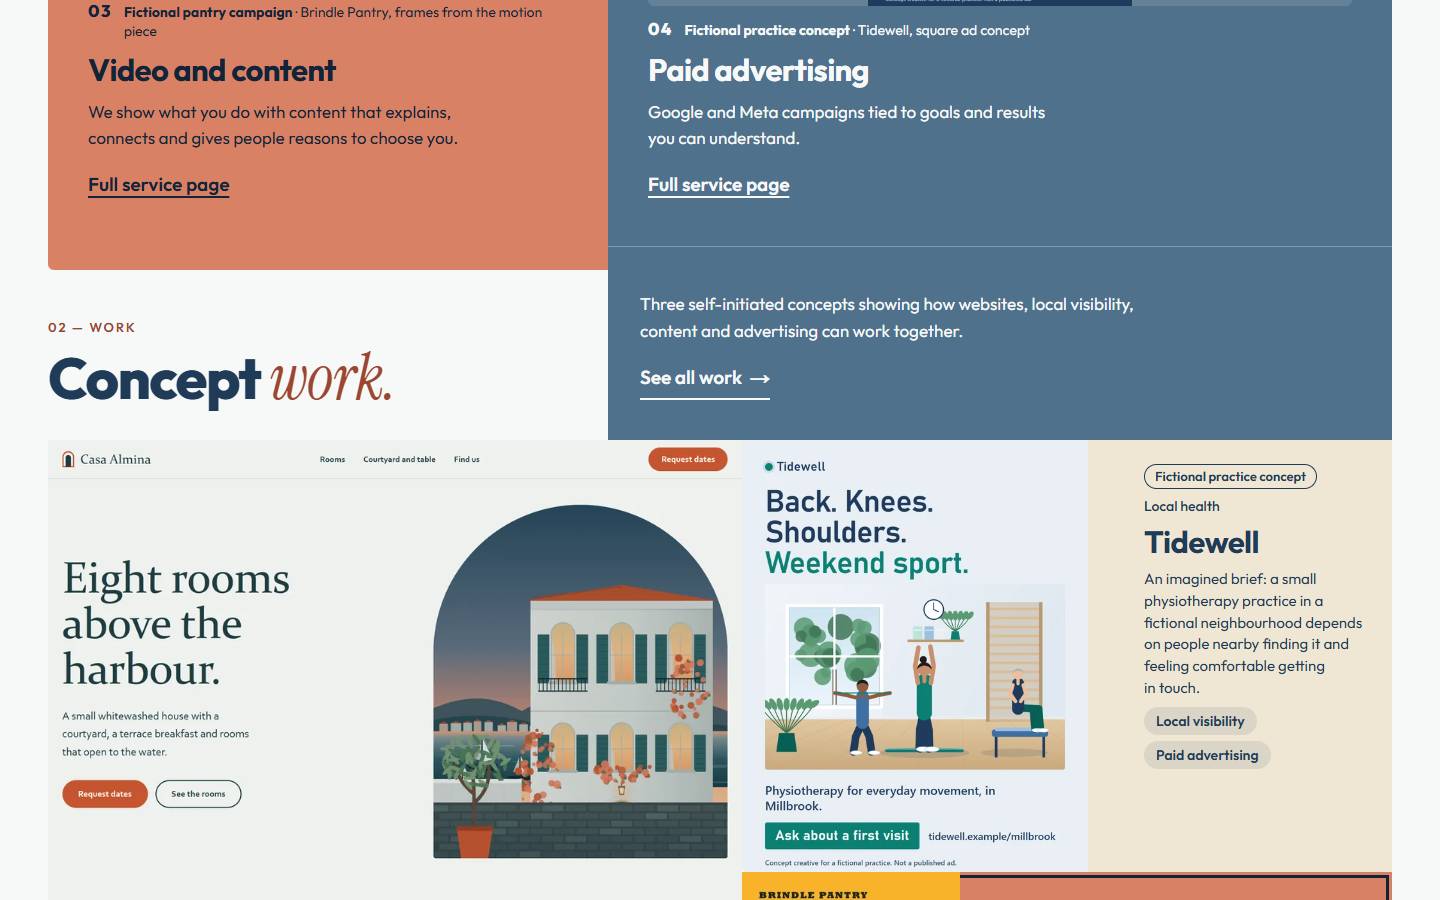 03 Fictional pantry campaign · Brindle Pantry, frames from the motion
piece
Video and content
We show what you do with content that explains,
connects and gives people reasons to choose you.
Full service page
04 Fictional practice concept · Tidewell, square ad concept
Paid advertising
Google and Meta campaigns tied to goals and results
you can understand.
Full service page
02 — WORK
Concept work.
Three self-initiated concepts showing how websites, local visibility,
content and advertising can work together.
See all work →
Casa Almina
Rooms
Courtyard and table
Find us
Request dates
Eight rooms
above the
harbour.
A small whitewashed house with a
courtyard, a terrace breakfast and rooms
that open to the water.
Request dates
See the rooms
Tidewell
Back. Knees.
Shoulders.
Weekend sport.
Physiotherapy for everyday movement, in
Millbrook.
Ask about a first visit
tidewell.example/millbrook
Concept creative for a fictional practice. Not a published ad.
Fictional practice concept
Local health
Tidewell
An imagined brief: a small
physiotherapy practice in a
fictional neighbourhood depends
on people nearby finding it and
feeling comfortable getting
in touch.
Local visibility
Paid advertising
BRINDLE PANTRY